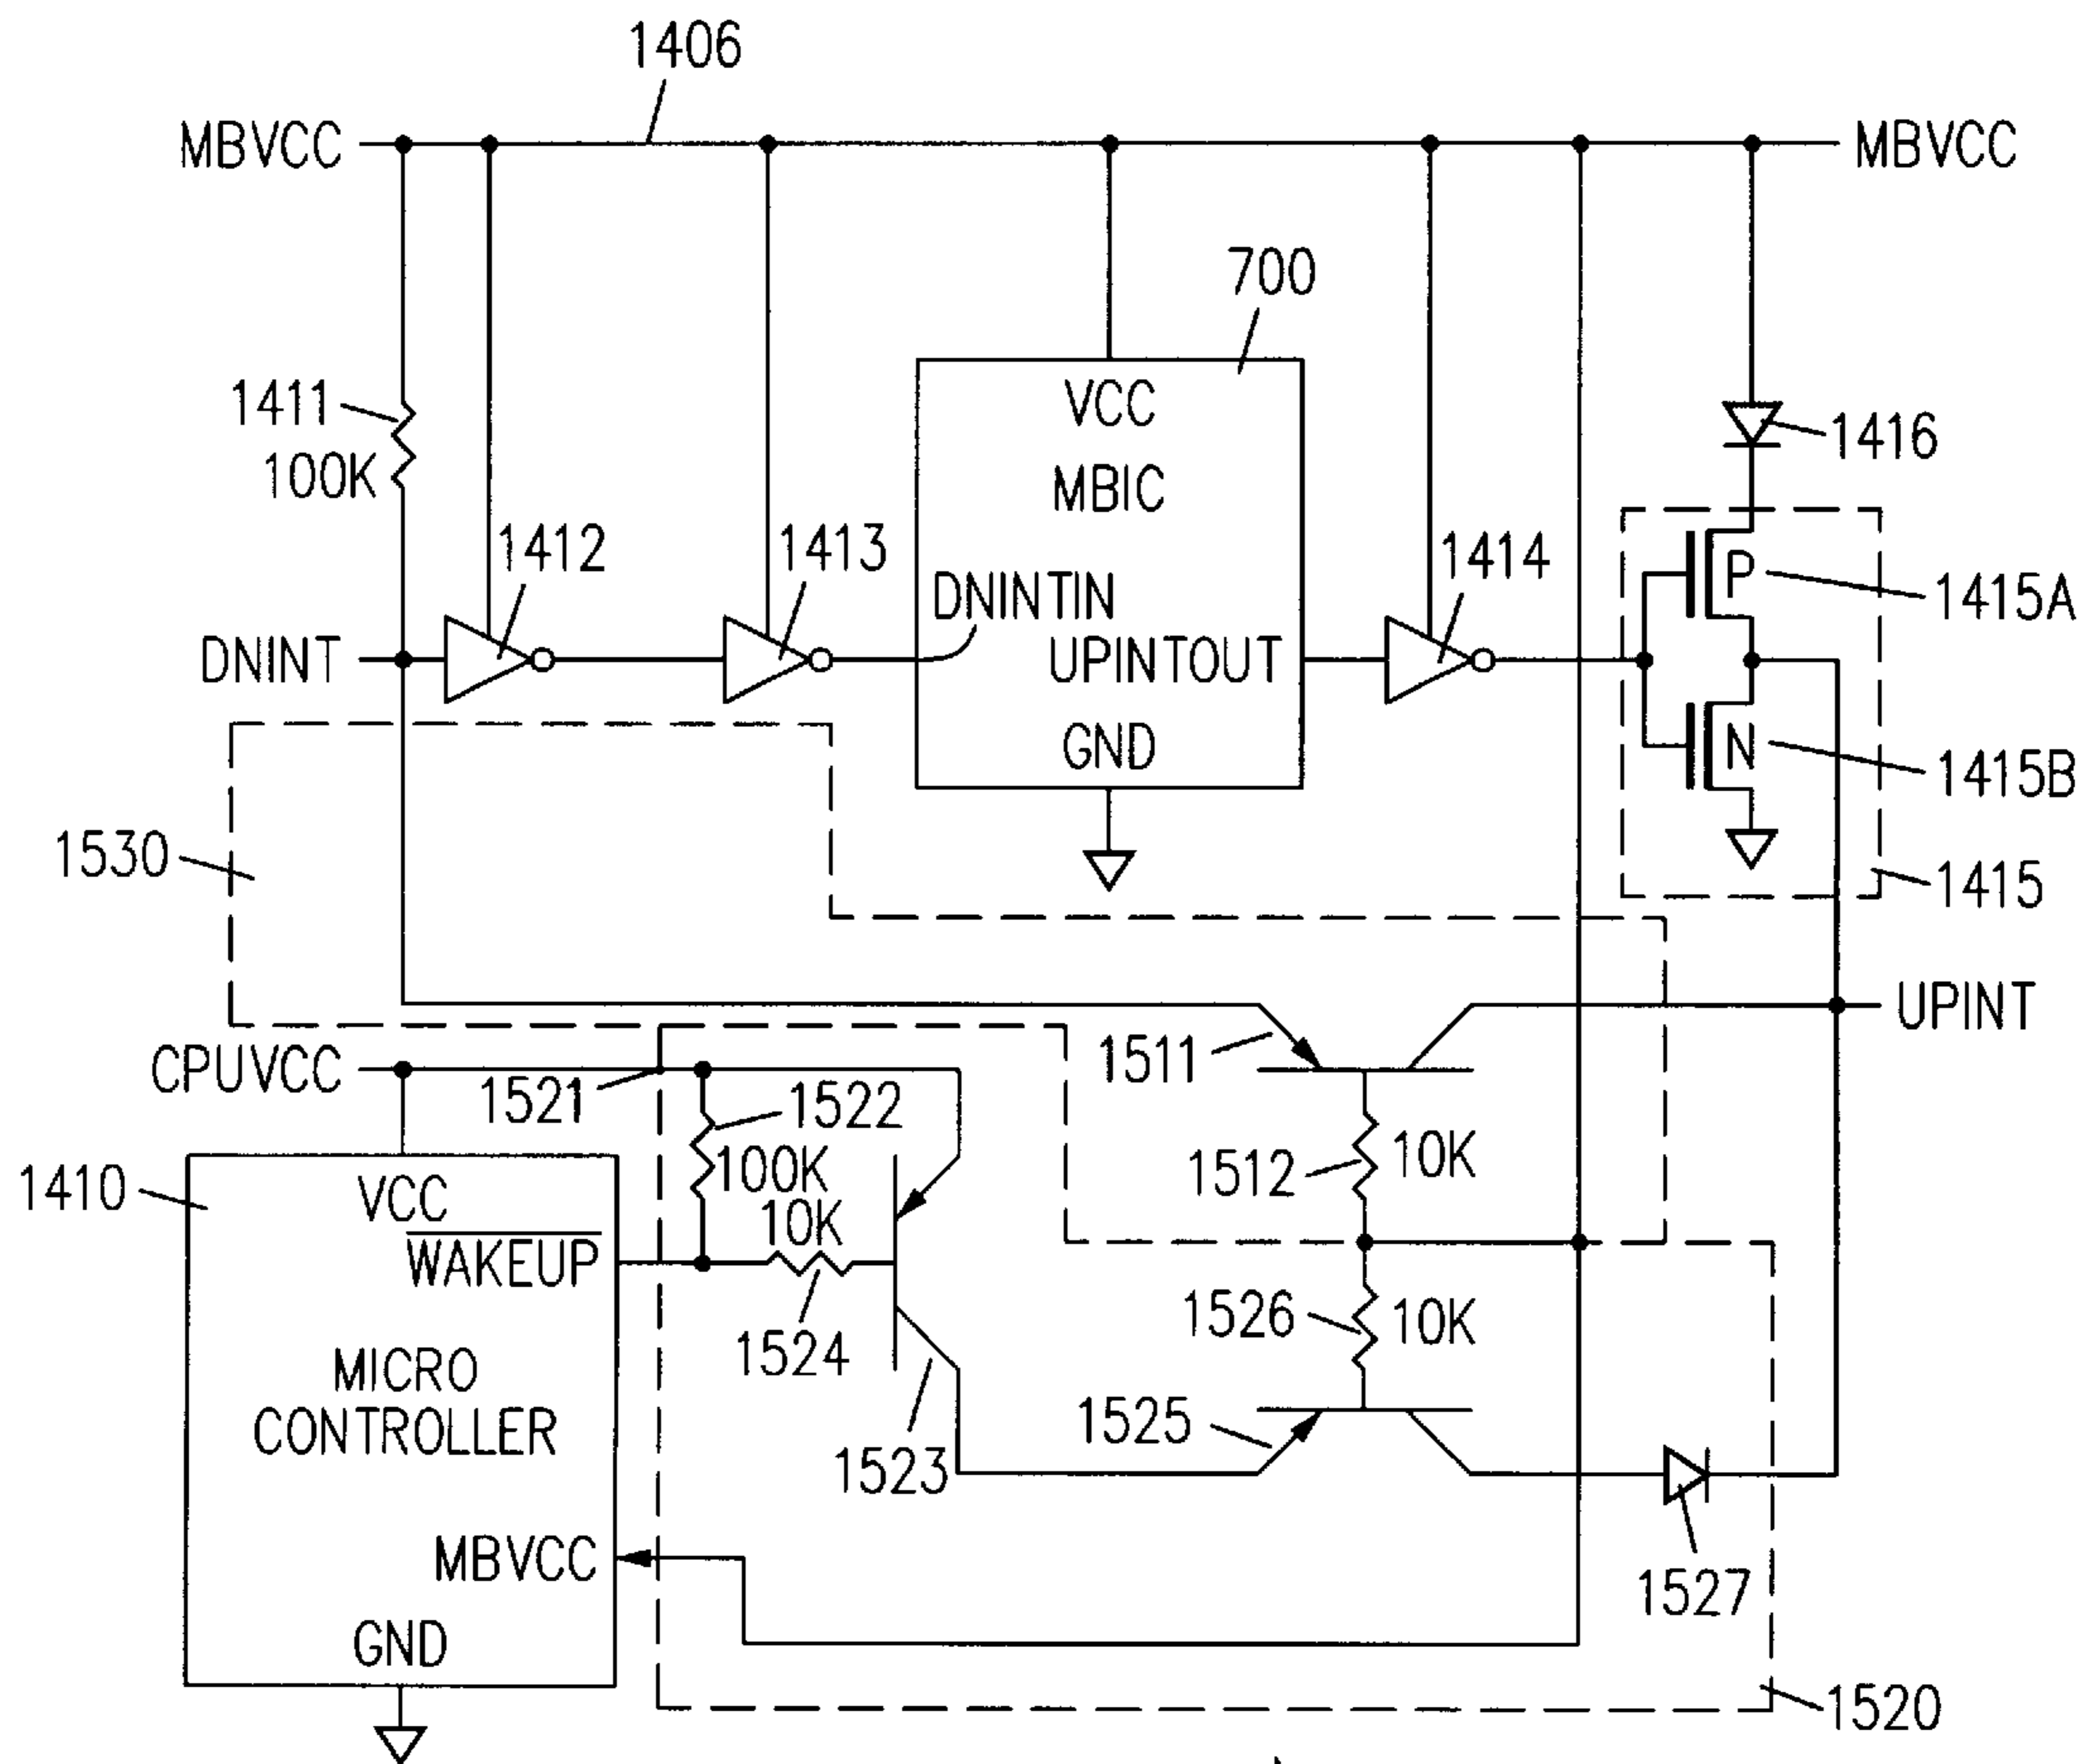 1406
MBVCC
MBVCC
700
1411
100K
VCC
MBIC
1416
1412
1413
1414
P
1415A
DNINTIN
DNINT
UPINTOUT
GND
N
1415B
1530
1415
UPINT
CPUVCC
1521
1522
1511
100K
1512
10K
1410
VCC
10K
WAKEUP
1524
1526
10K
MICRO
CONTROLLER
1523
1525
MBVCC
1527
GND
1520